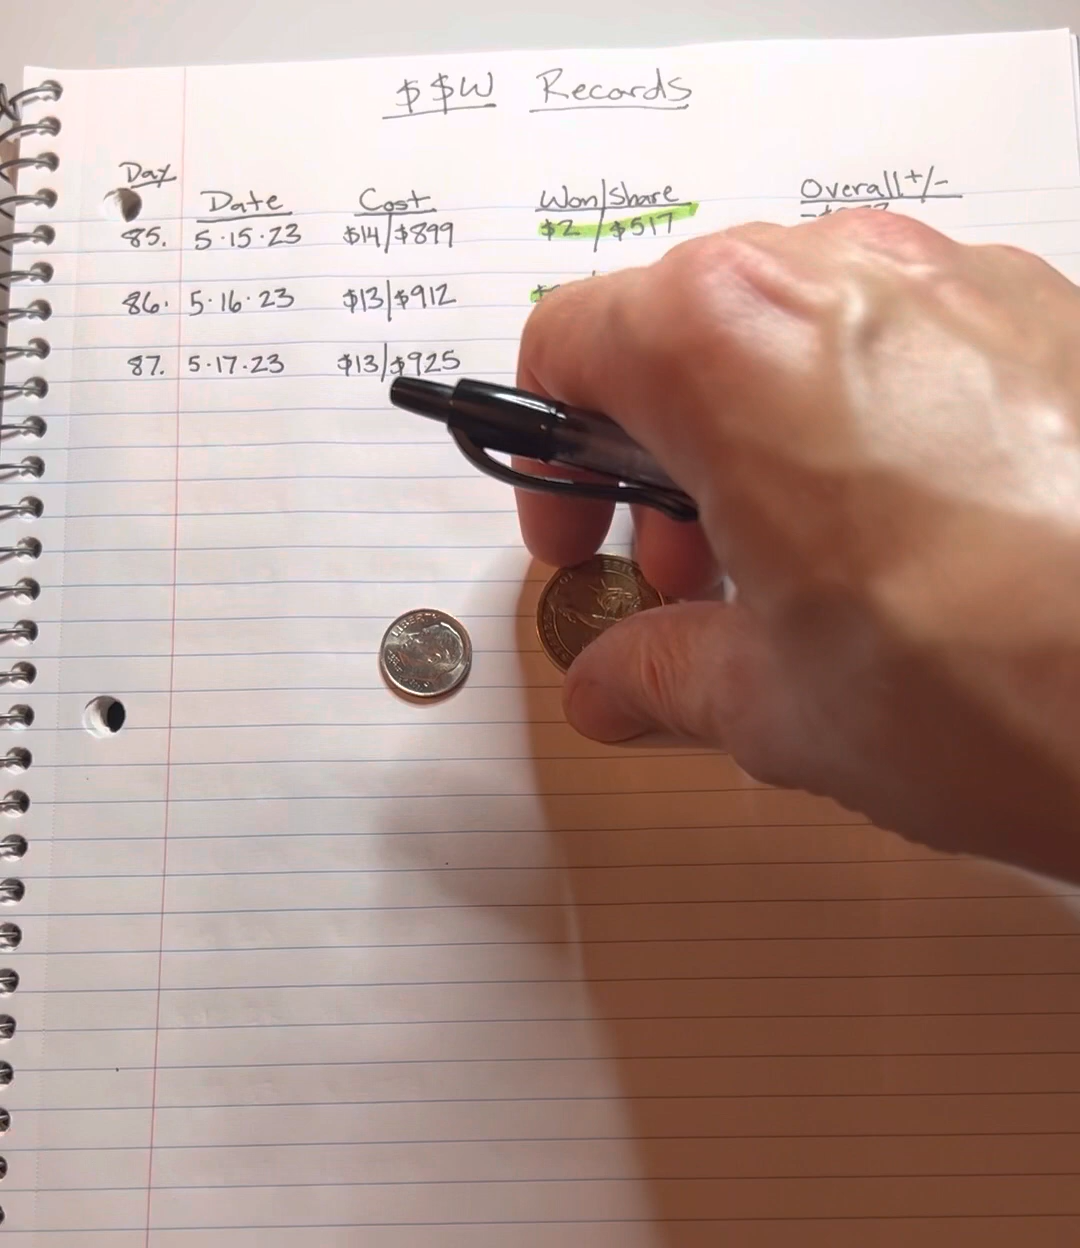 $$W Records
Day Date Cost Won/Share Overall +/-
85. 5.15.23 $14/$899 $2/$517
86. 5.16.23 $13/$912
87. 5.17.23 $13/$925
LIBERTY